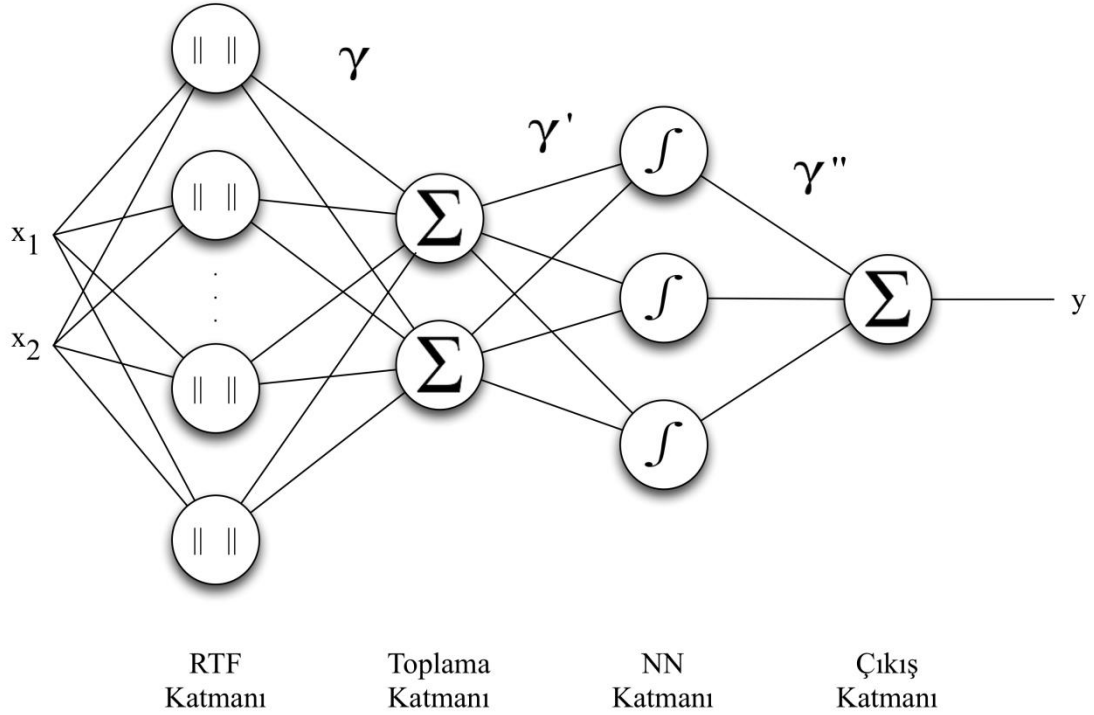 || ||
γ
γ'
∫
γ"
|| ||
Σ
x1
∫
Σ
y
.
.
.
x2
Σ
|| ||
∫
|| ||
RTF
Katmanı
Toplama
Katmanı
NN
Katmanı
Çıkış
Katmanı